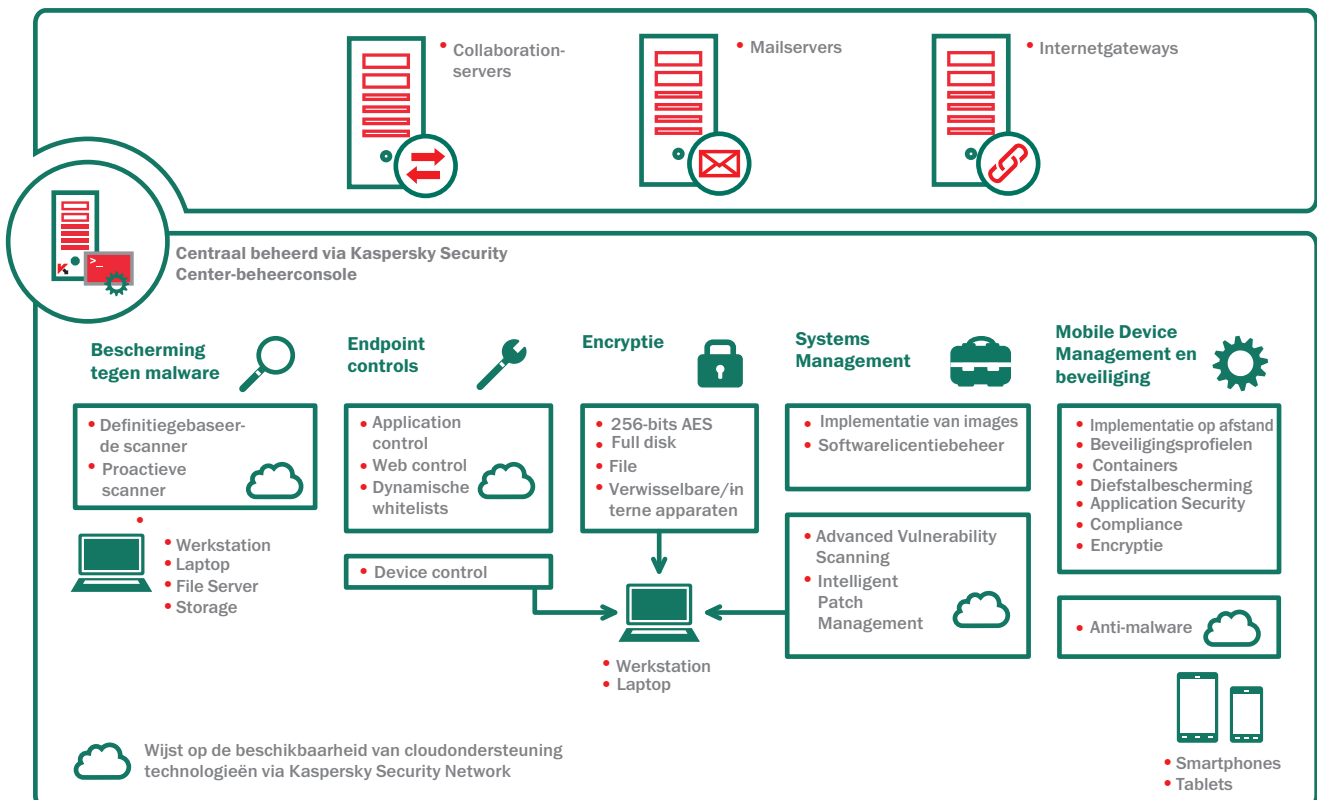 • Collaboration-
servers
• Mailservers
• Internetgateways
>_
Centraal beheerd via Kaspersky Security
Center-beheerconsole
Bescherming
tegen malware
• Definitiegebaseer-
de scanner
• Proactieve
scanner
•
• Werkstation
• Laptop
• File Server
• Storage
Endpoint
controls
• Application
control
• Web control
• Dynamische
whitelists
• Device control
Encryptie
• 256-bits AES
• Full disk
• File
• Verwisselbare/in
terne apparaten
• Werkstation
• Laptop
Systems
Management
• Implementatie van images
• Softwarelicentiebeheer
• Advanced Vulnerability
Scanning
• Intelligent
Patch
Management
Mobile Device
Management en
beveiliging
• Implementatie op afstand
• Beveiligingsprofielen
• Containers
• Diefstalbescherming
• Application Security
• Compliance
• Encryptie
• Anti-malware
• Smartphones
• Tablets
Wijst op de beschikbaarheid van cloudondersteuning
technologieën via Kaspersky Security Network